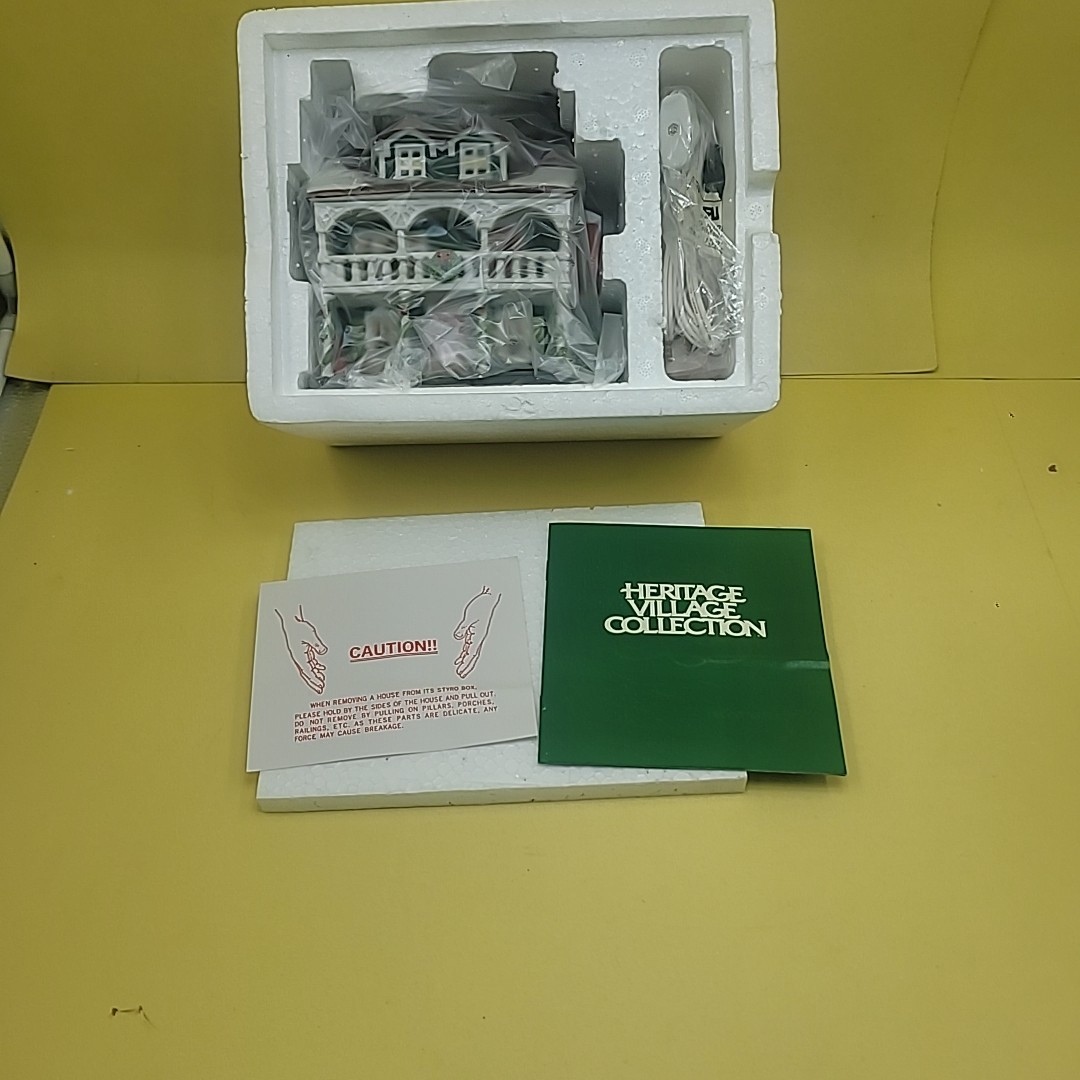 CAUTION!!
WHEN REMOVING A HOUSE FROM ITS STYRO BOX,
PLEASE HOLD BY THE SIDES OF THE HOUSE AND PULL OUT.
DO NOT REMOVE BY PULLING ON PILLARS, PORCHES,
RAILINGS, ETC. AS THESE PARTS ARE DELICATE, ANY
FORCE MAY CAUSE BREAKAGE.
HERITAGE
VILLAGE
COLLECTION